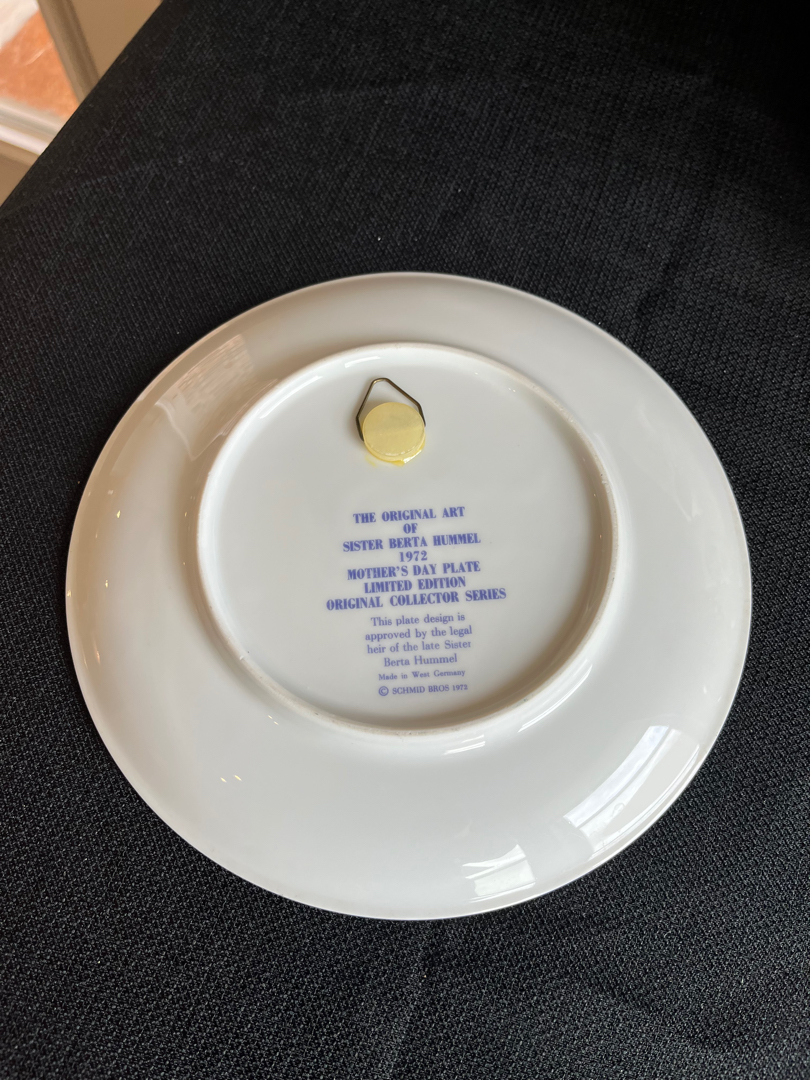 THE ORIGINAL ART
OF
SISTER BERTA HUMMEL
1972
MOTHER'S DAY PLATE
LIMITED EDITION
ORIGINAL COLLECTOR SERIES
This plate design is
approved by the legal
heir of the late Sister
Berta Hummel
Made in West Germany
© SCHMID BROS 1972